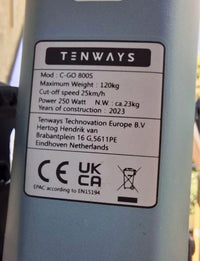 TENWAYS
Mod : C-GO 800S
Maximum Weight : 120kg
Cut-off speed 25km/h
Power 250 Watt N.W. : ca.23kg
Years of construction : 2023
Tenways Technovation Europe B.V
Hertog Hendrik van
Brabantplein 16 G,5611PE
Eindhoven Netherlands
CE UK
CA
EPAC according to EN15194